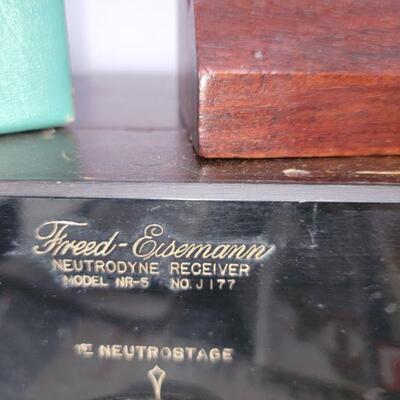 Freed-Eisemann
NEUTRODYNE RECEIVER
MODEL NR-5 NO. J177
1ST NEUTROSTAGE